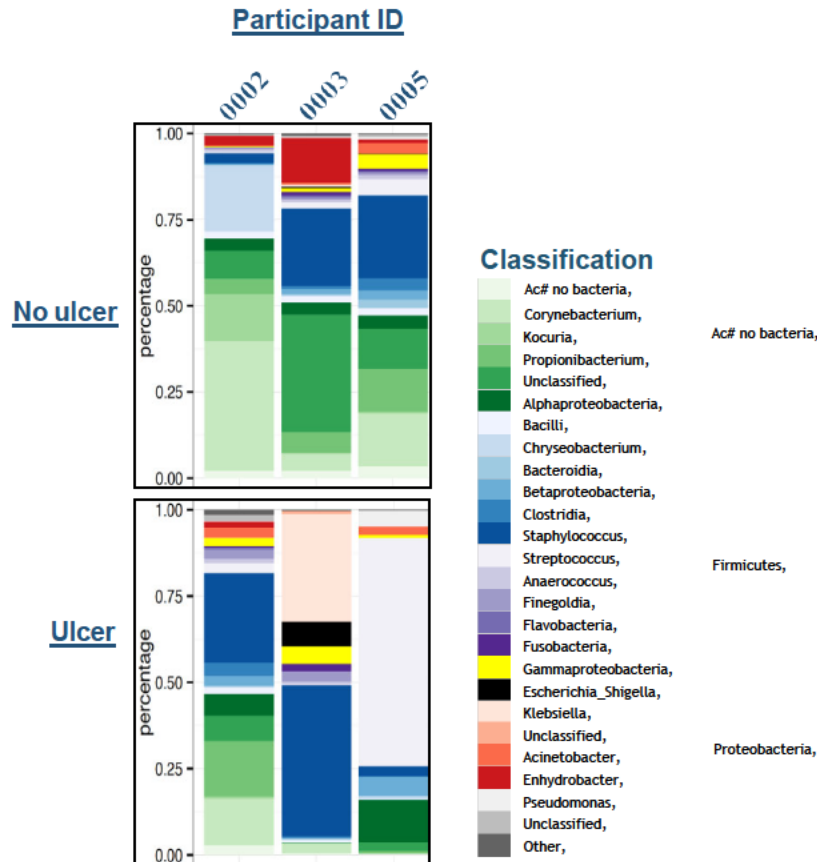 Participant ID
0002 0003 0005
No ulcer
percentage
1.00
0.75
0.50
0.25
0.00
Ulcer
percentage
1.00
0.75
0.50
0.25
0.00
Classification
Ac# no bacteria,
Corynebacterium,
Kocuria,
Propionibacterium,
Unclassified,
Alphaproteobacteria,
Bacilli,
Chryseobacterium,
Bacteroidia,
Betaproteobacteria,
Clostridia,
Staphylococcus,
Streptococcus,
Anaerococcus,
Finegoldia,
Flavobacteria,
Fusobacteria,
Gammaproteobacteria,
Escherichia_Shigella,
Klebsiella,
Unclassified,
Acinetobacter,
Enhydrobacter,
Pseudomonas,
Unclassified,
Other,
Ac# no bacteria,
Firmicutes,
Proteobacteria,